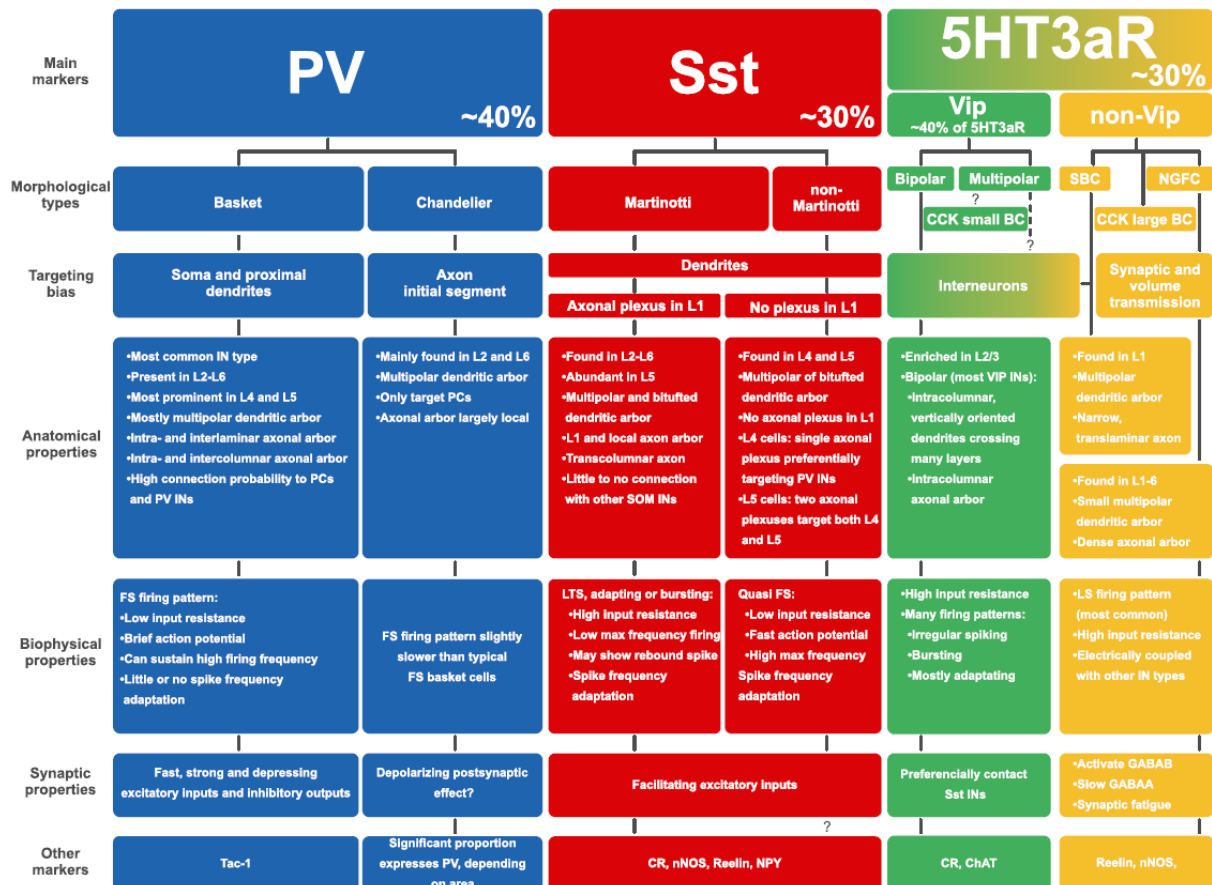 Main
markers
PV
~40%
Sst
~30%
5HT3aR
~30%
Vip
~40% of 5HT3aR
non-Vip
Morphological
types
Basket
Chandelier
Martinotti
non-
Martinotti
Bipolar
Multipolar
?
CCK small BC
?
SBC
NGFC
CCK large BC
Targeting
bias
Soma and proximal
dendrites
Axon
initial segment
Dendrites
Axonal plexus in L1
No plexus in L1
Interneurons
Synaptic and
volume
transmission
Anatomical
properties
•Most common IN type
•Present in L2-L6
•Most prominent in L4 and L5
•Mostly multipolar dendritic arbor
•Intra- and interlaminar axonal arbor
•Intra- and intercolumnar axonal arbor
•High connection probability to PCs
and PV INs
•Mainly found in L2 and L6
•Multipolar dendritic arbor
•Only target PCs
•Axonal arbor largely local
•Found in L2-L6
•Abundant in L5
•Multipolar and bitufted
dendritic arbor
•L1 and local axon arbor
•Transcolumnar axon
•Little to no connection
with other SOM INs
•Found in L4 and L5
•Multipolar of bitufted
dendritic arbor
•No axonal plexus in L1
•L4 cells: single axonal
plexus preferentially
targeting PV INs
•L5 cells: two axonal
plexuses target both L4
and L5
•Enriched in L2/3
•Bipolar (most VIP INs):
•Intracolumnar,
vertically oriented
dendrites crossing
many layers
•Intracolumnar
axonal arbor
•Found in L1
•Multipolar
dendritic arbor
•Narrow,
translaminar axon
•Found in L1-6
•Small multipolar
dendritic arbor
•Dense axonal arbor
Biophysical
properties
FS firing pattern:
•Low input resistance
•Brief action potential
•Can sustain high firing frequency
•Little or no spike frequency
adaptation
FS firing pattern slightly
slower than typical
FS basket cells
LTS, adapting or bursting:
•High input resistance
•Low max frequency firing
•May show rebound spike
•Spike frequency
adaptation
Quasi FS:
•Low input resistance
•Fast action potential
•High max frequency
Spike frequency
adaptation
•High input resistance
•Many firing patterns:
•Irregular spiking
•Bursting
•Mostly adaptating
•LS firing pattern
(most common)
•High input resistance
•Electrically coupled
with other IN types
Synaptic
properties
Fast, strong and depressing
excitatory inputs and inhibitory outputs
Depolarizing postsynaptic
effect?
Facilitating excitatory inputs
?
Preferencially contact
Sst INs
•Activate GABAB
•Slow GABAA
•Synaptic fatigue
Other
markers
Tac-1
Significant proportion
expresses PV, depending
on area
CR, nNOS, Reelin, NPY
CR, ChAT
Reelin, nNOS,